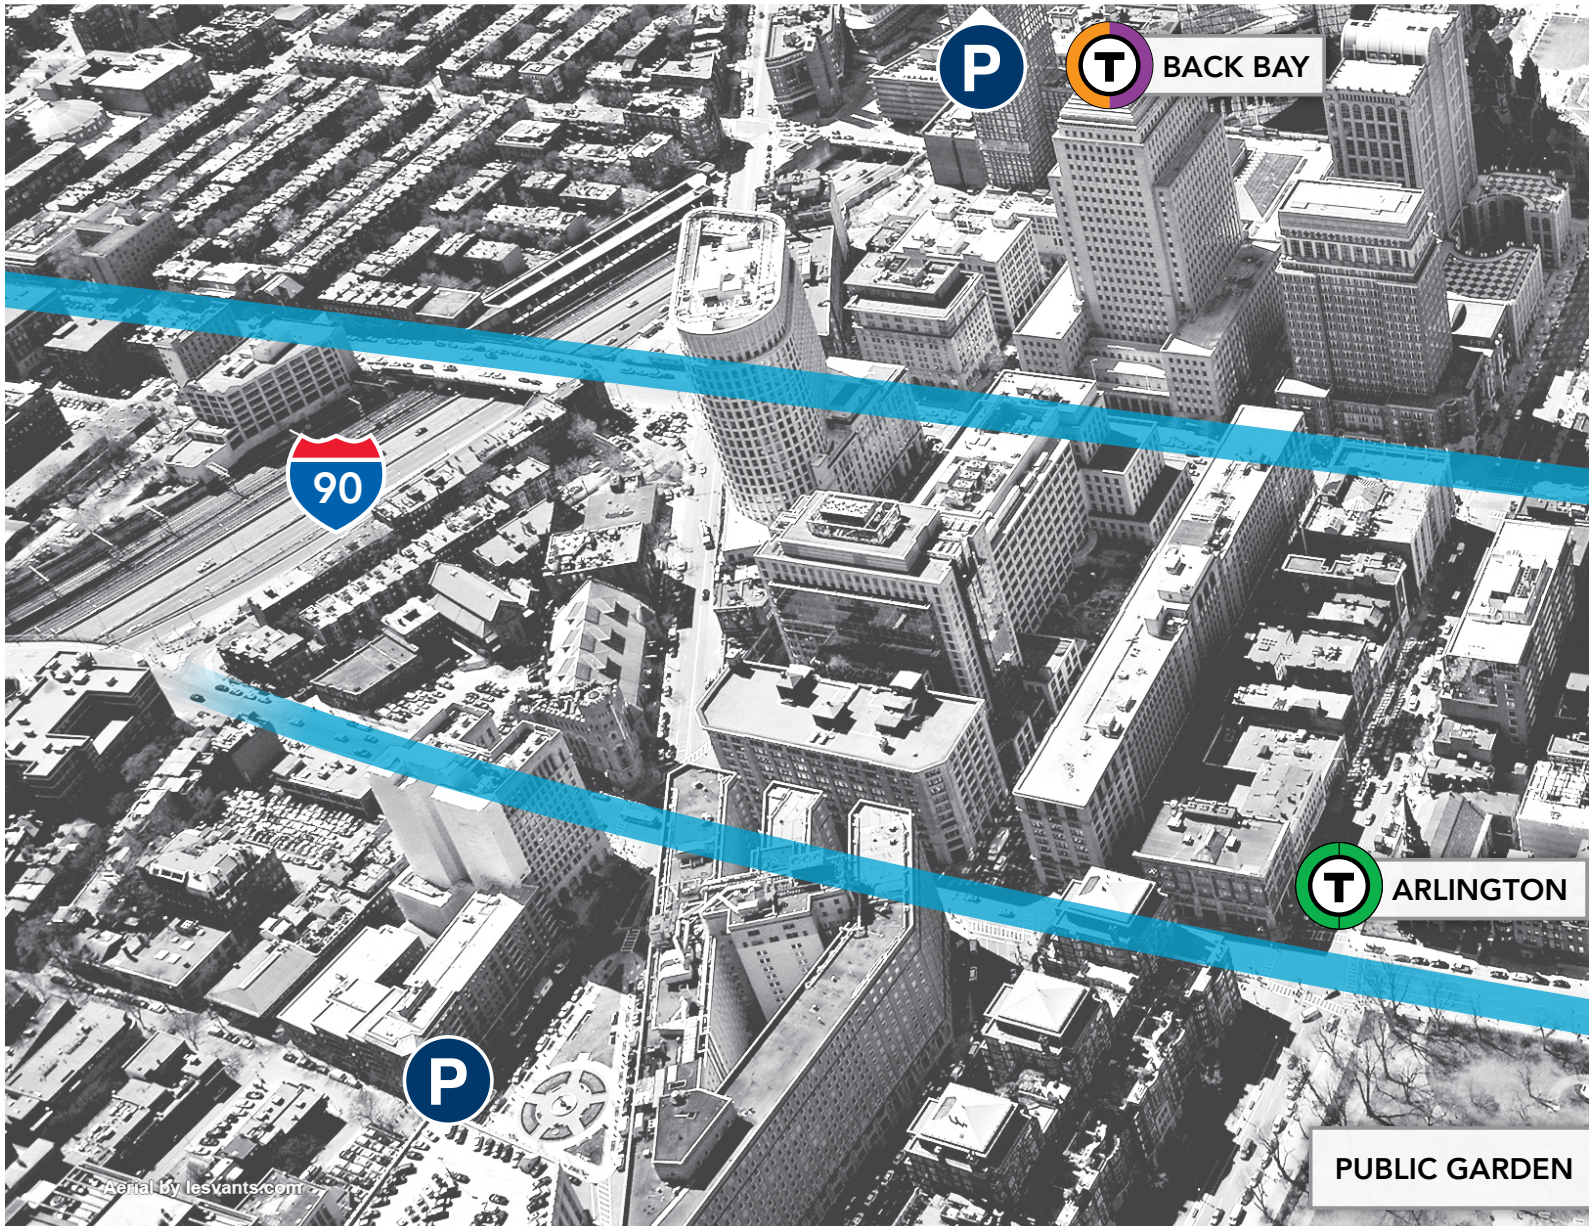 P
T BACK BAY
90
T ARLINGTON
P
PUBLIC GARDEN
Aerial by lesvants.com